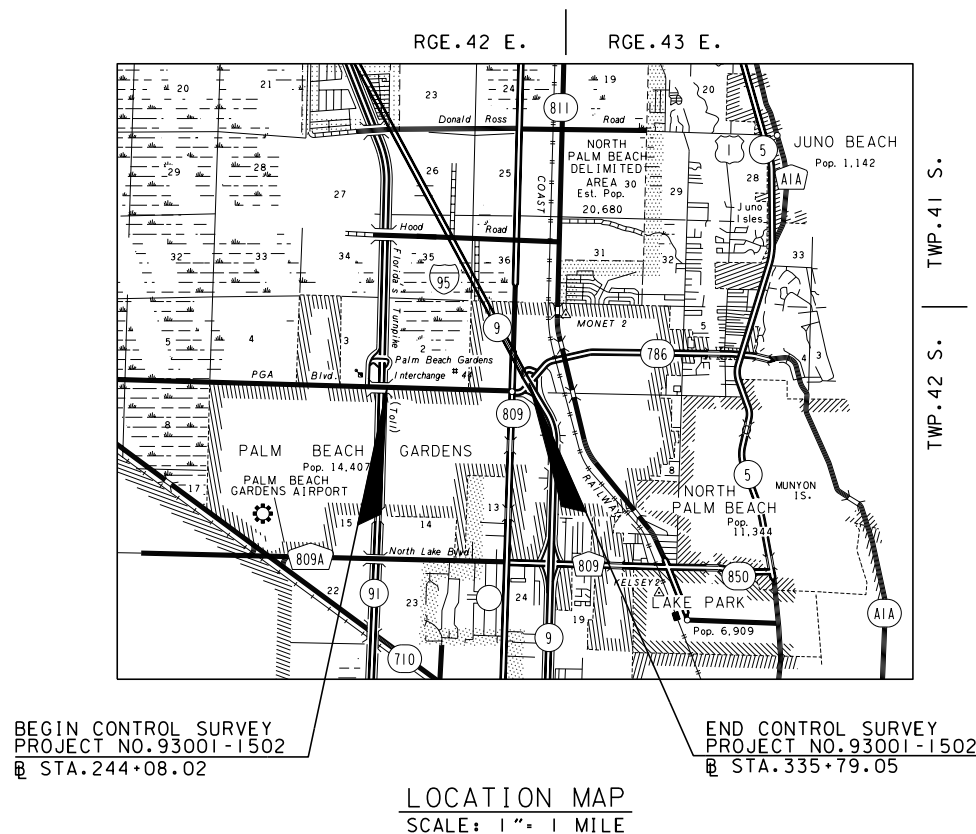 RGE.42 E.
RGE.43 E.
20
21
23
24
19
20
811
Donald Ross Road
NORTH
PALM BEACH
DELIMITED
AREA 30
Est. Pop.
20,680
1
5
JUNO BEACH
Pop. 1,142
A1A
29
28
27
26
25
COAST
29
28
Juno
Isles
TWP.41 S.
Hood Road
32
33
34
35
36
31
32
33
95
Florida's Turnpike
(Toll)
9
MONET 2
786
5
4
3
2
5
4
3
Palm Beach Gardens
Interchange # 44
PGA Blvd.
809
TWP.42 S.
8
PALM BEACH GARDENS
Pop. 14,407
PALM BEACH
GARDENS AIRPORT
17
15
14
13
8
RAILWAY
NORTH
PALM BEACH
Pop.
11,344
5
MUNYON
IS.
North Lake Blvd.
809A
809
850
KELSEY 2
22
91
23
24
19
LAKE PARK
Pop. 6,909
A1A
9
710
BEGIN CONTROL SURVEY
PROJECT NO.93001-1502
BL STA.244+08.02
END CONTROL SURVEY
PROJECT NO.93001-1502
BL STA.335+79.05
LOCATION MAP
SCALE: 1"= 1 MILE